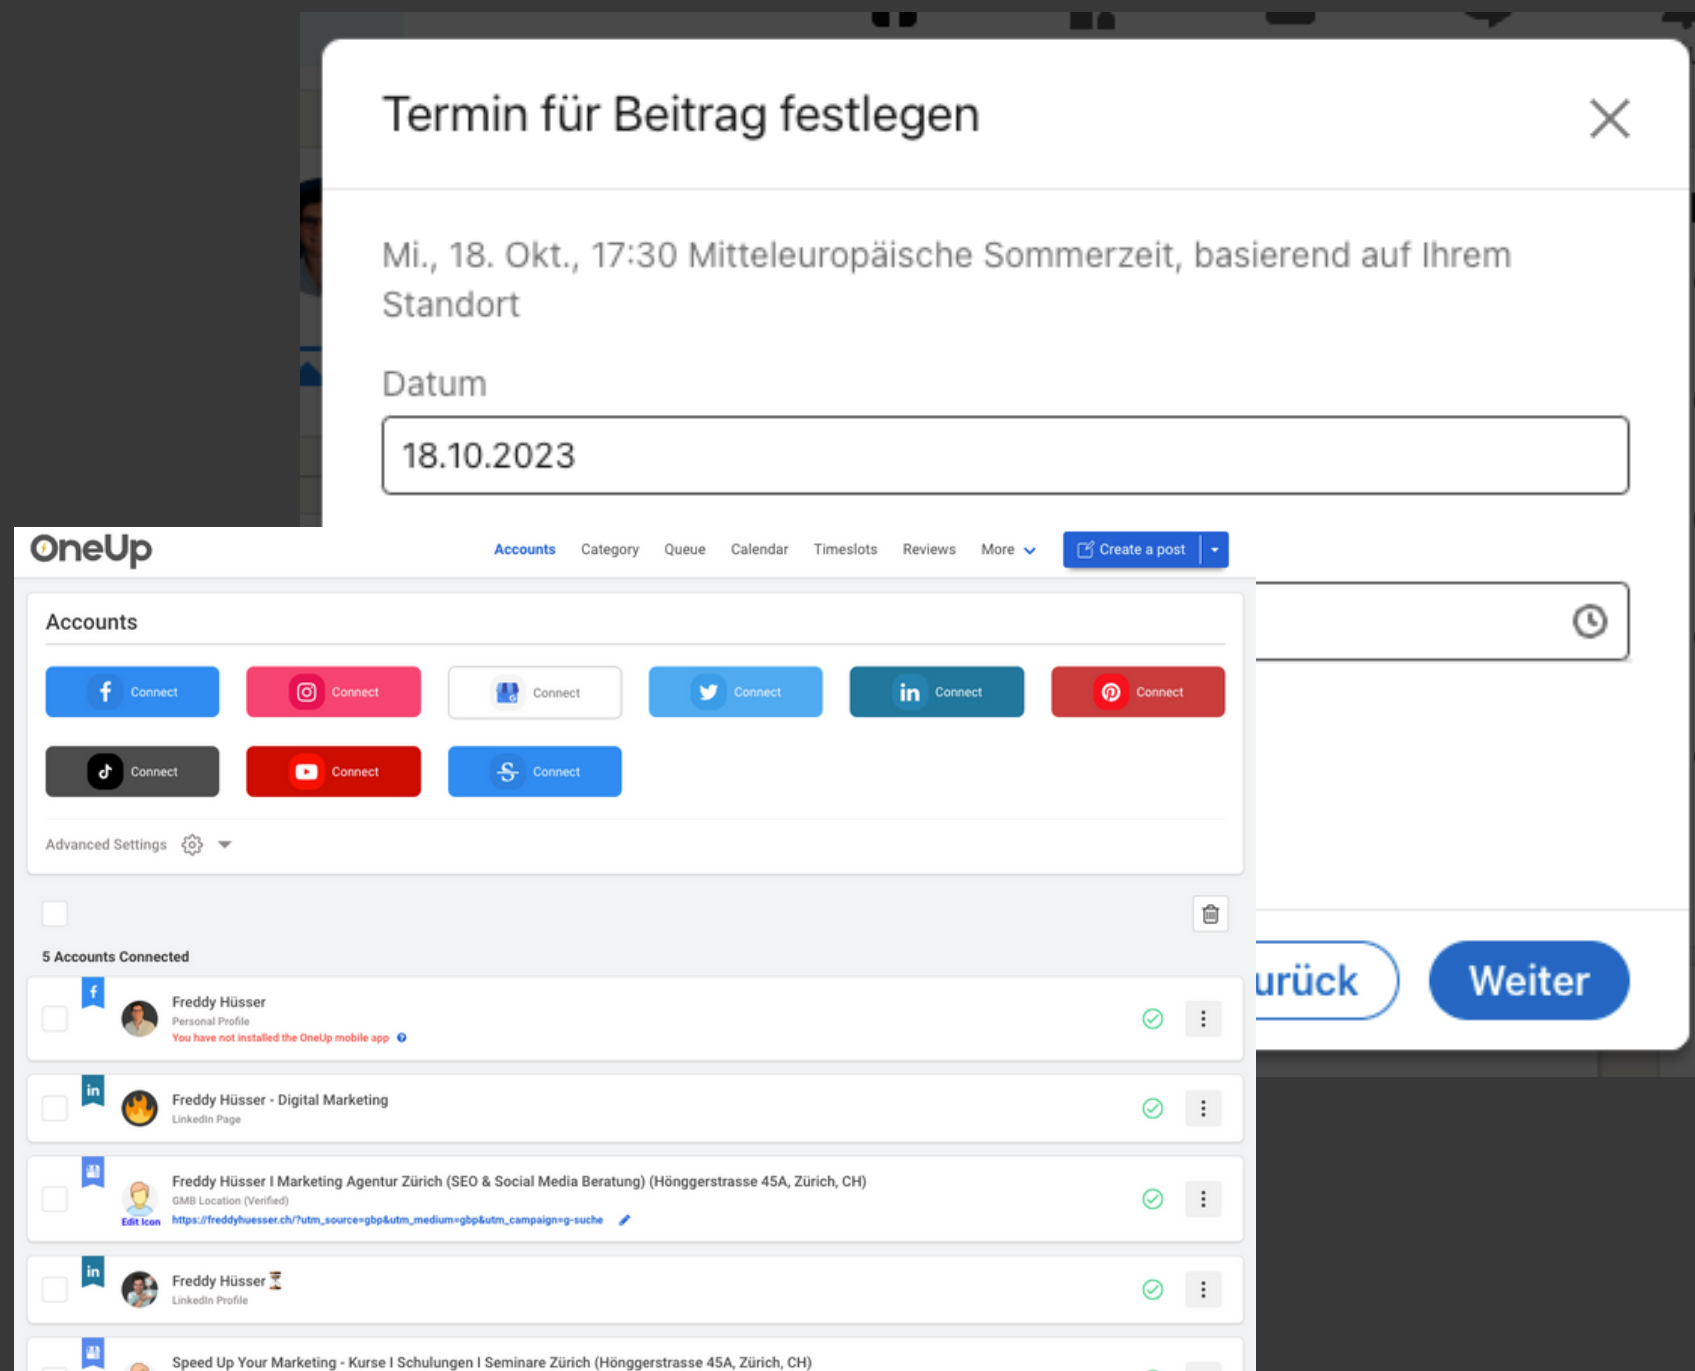 Termin für Beitrag festlegen
Mi., 18. Okt., 17:30 Mitteleuropäische Sommerzeit, basierend auf Ihrem
Standort
Datum
18.10.2023
urück
Weiter
OneUp
Accounts Category Queue Calendar Timeslots Reviews More Create a post
Accounts
Connect Connect Connect Connect Connect Connect
Connect Connect Connect
Advanced Settings
5 Accounts Connected
Freddy Hüsser
Personal Profile
You have not installed the OneUp mobile app
Freddy Hüsser - Digital Marketing
LinkedIn Page
Freddy Hüsser I Marketing Agentur Zürich (SEO & Social Media Beratung) (Hönggerstrasse 45A, Zürich, CH)
GMB Location (Verified)
Edit Icon https://freddyhuesser.ch/?utm_source=gbp&utm_medium=gbp&utm_campaign=g-suche
Freddy Hüsser ⏳
LinkedIn Profile
Speed Up Your Marketing - Kurse I Schulungen I Seminare Zürich (Hönggerstrasse 45A, Zürich, CH)